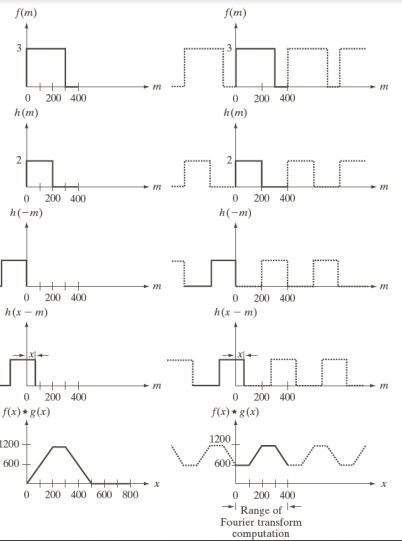 f(m) f(m)
3 3
m m
0 200 400 0 200 400
h(m) h(m)
2 2
m m
0 200 400 0 200 400
h(−m) h(−m)
m m
0 200 400 0 200 400
h(x − m) h(x − m)
x x
m m
0 200 400 0 200 400
f(x)★g(x) f(x)★g(x)
1200 1200
600 600
x x
0 200 400 600 800 0 200 400
Range of
Fourier transform
computation